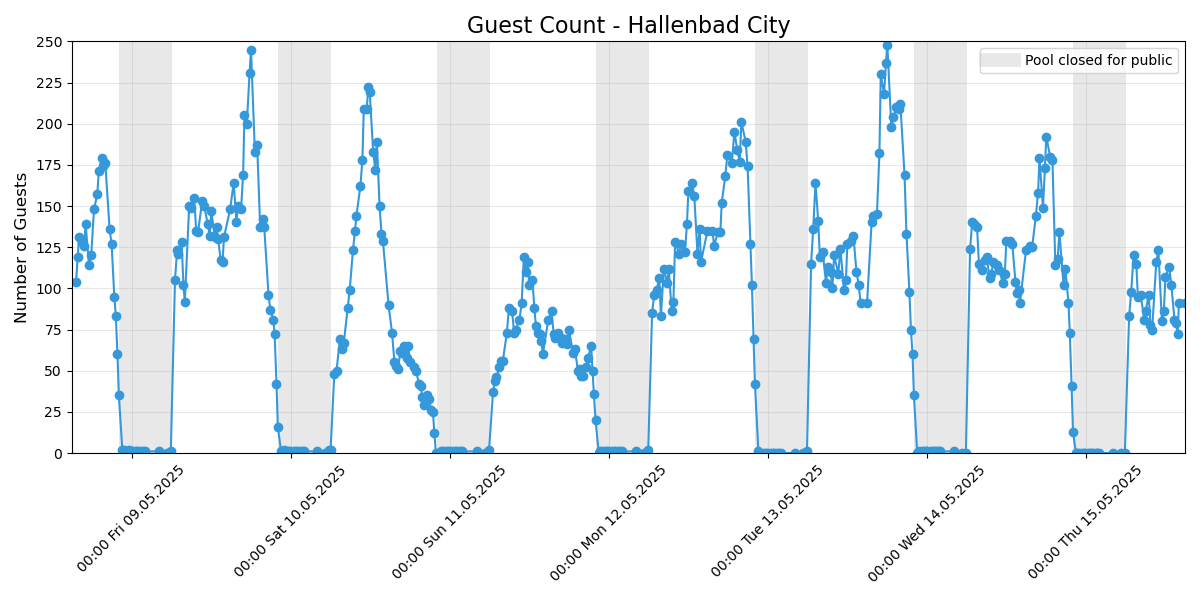 Guest Count - Hallenbad City
Number of Guests
250
225
200
175
150
125
100
75
50
25
0
Pool closed for public
00:00 Fri 09.05.2025
00:00 Sat 10.05.2025
00:00 Sun 11.05.2025
00:00 Mon 12.05.2025
00:00 Tue 13.05.2025
00:00 Wed 14.05.2025
00:00 Thu 15.05.2025